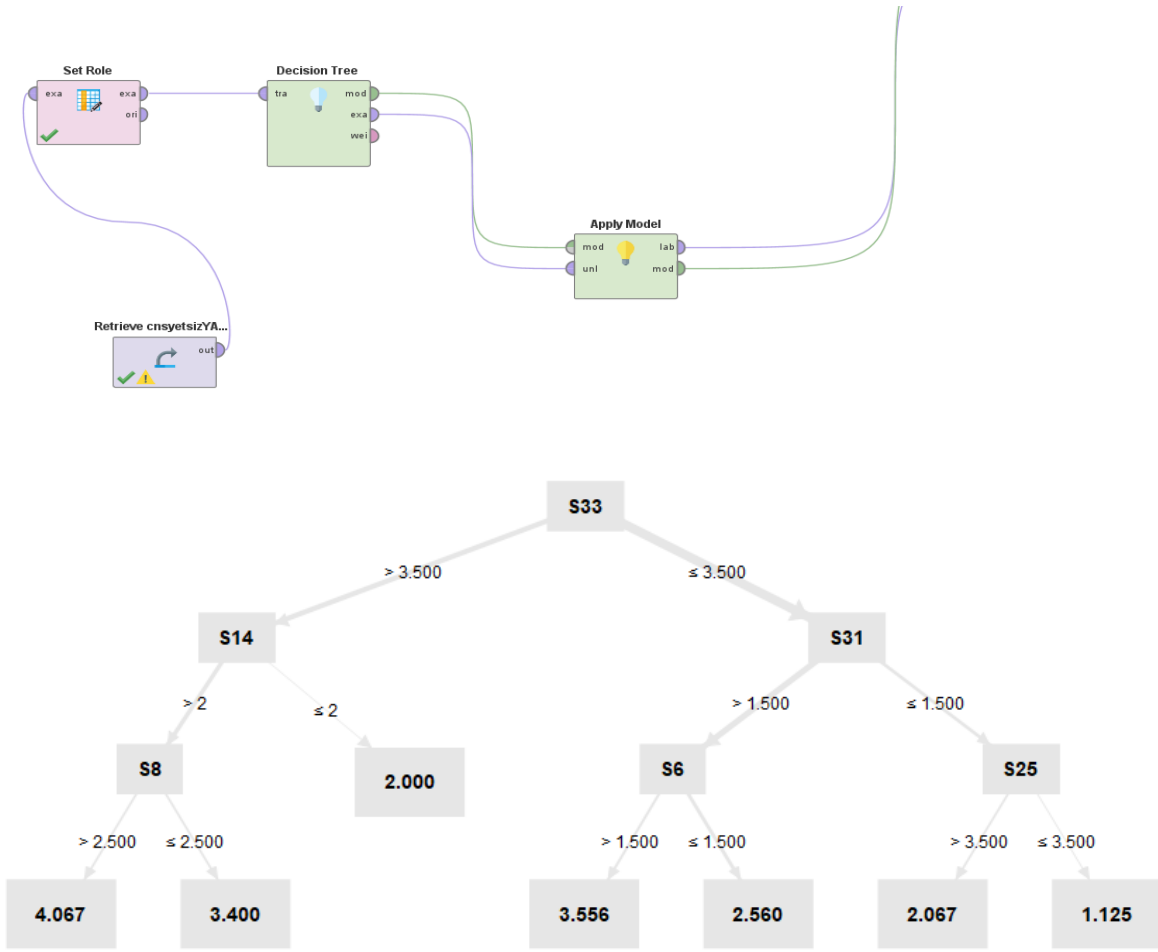 Set Role
exa exa
ori
Decision Tree
tra mod
exa
wei
Apply Model
mod lab
unl mod
Retrieve cnsyetsizYA...
out
S33
> 3.500 ≤ 3.500
S14 S31
> 2 ≤ 2 > 1.500 ≤ 1.500
S8 2.000 S6 S25
> 2.500 ≤ 2.500 > 1.500 ≤ 1.500 > 3.500 ≤ 3.500
4.067 3.400 3.556 2.560 2.067 1.125